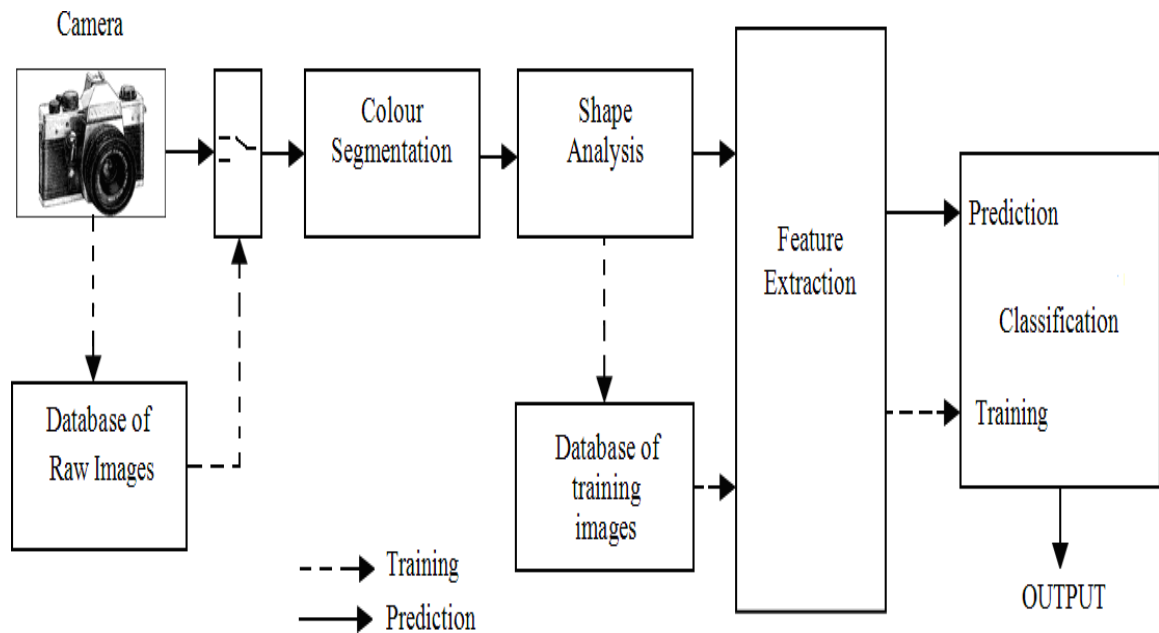 Camera
Colour
Segmentation
Shape
Analysis
Feature
Extraction
Prediction
Classification
Training
Database of
Raw Images
Database of
training
images
Training
Prediction
OUTPUT